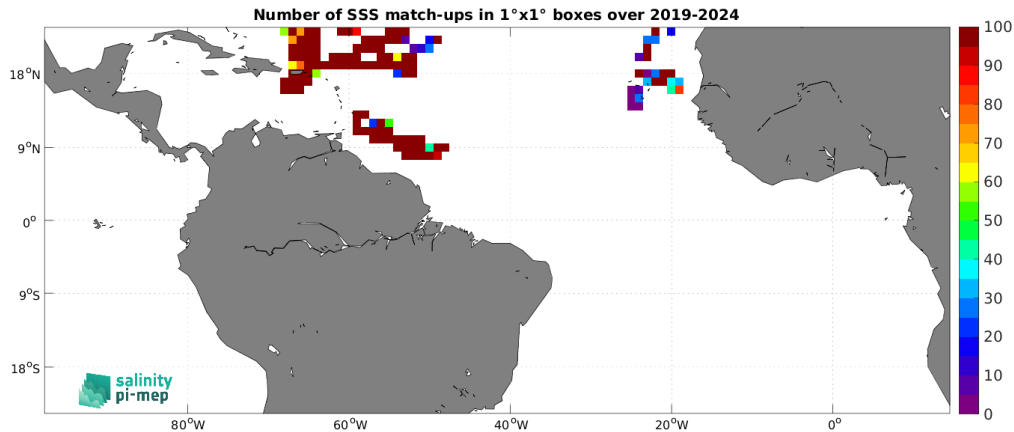 Number of SSS match-ups in 1°x1° boxes over 2019-2024
100
90
80
70
60
50
40
30
20
10
0
18°N
9°N
0°
9°S
18°S
80°W
60°W
40°W
20°W
0°
salinity
pi-mep